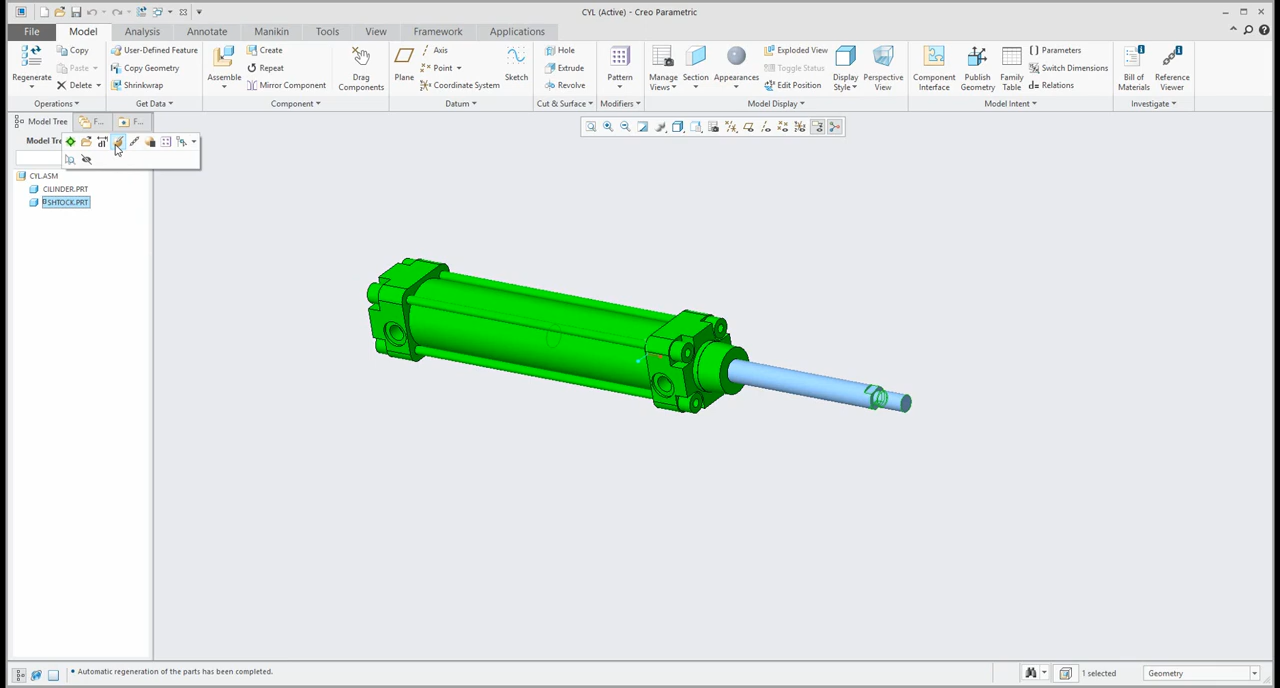 CYL (Active) - Creo Parametric
File Model Analysis Annotate Manikin Tools View Framework Applications
Regenerate
Copy
Paste
Delete
Operations
User-Defined Feature
Copy Geometry
Shrinkwrap
Get Data
Assemble
Create
Repeat
Mirror Component
Component
Drag Components
Plane
Axis
Point
Coordinate System
Sketch
Datum
Hole
Extrude
Revolve
Cut & Surface
Pattern
Modifiers
Manage Views
Section
Appearances
Exploded View
Toggle Status
Edit Position
Display Style
Perspective View
Model Display
Component Interface
Publish Geometry
Family Table
Parameters
Switch Dimensions
Relations
Model Intent
Bill of Materials
Reference Viewer
Investigate
Model Tree F... F...
Model Tre
CYL.ASM
CILINDER.PRT
SHTOCK.PRT
• Automatic regeneration of the parts has been completed.
1 selected
Geometry